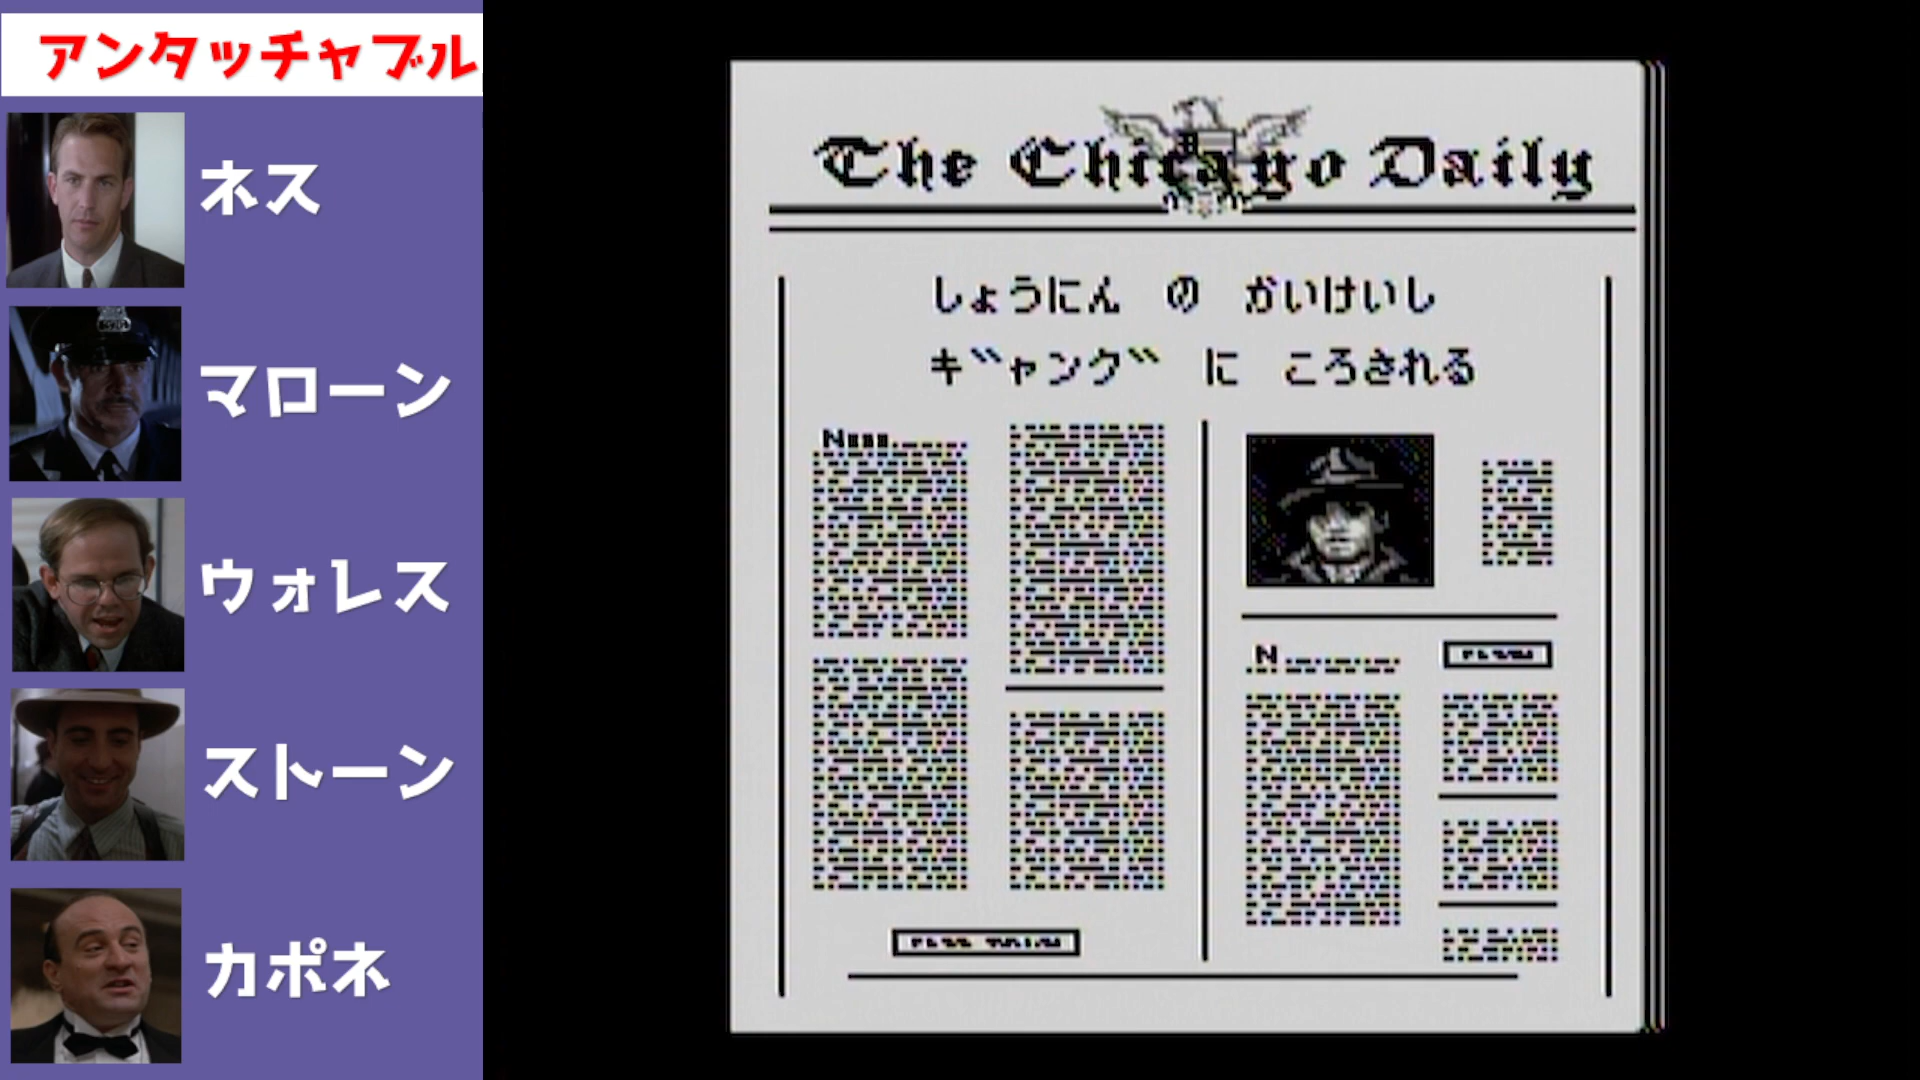 アンタッチャブル
ネス
マローン
ウォレス
ストーン
カポネ
The Chicago Daily
しょうにん の かいけいし
ギャング に ころされる